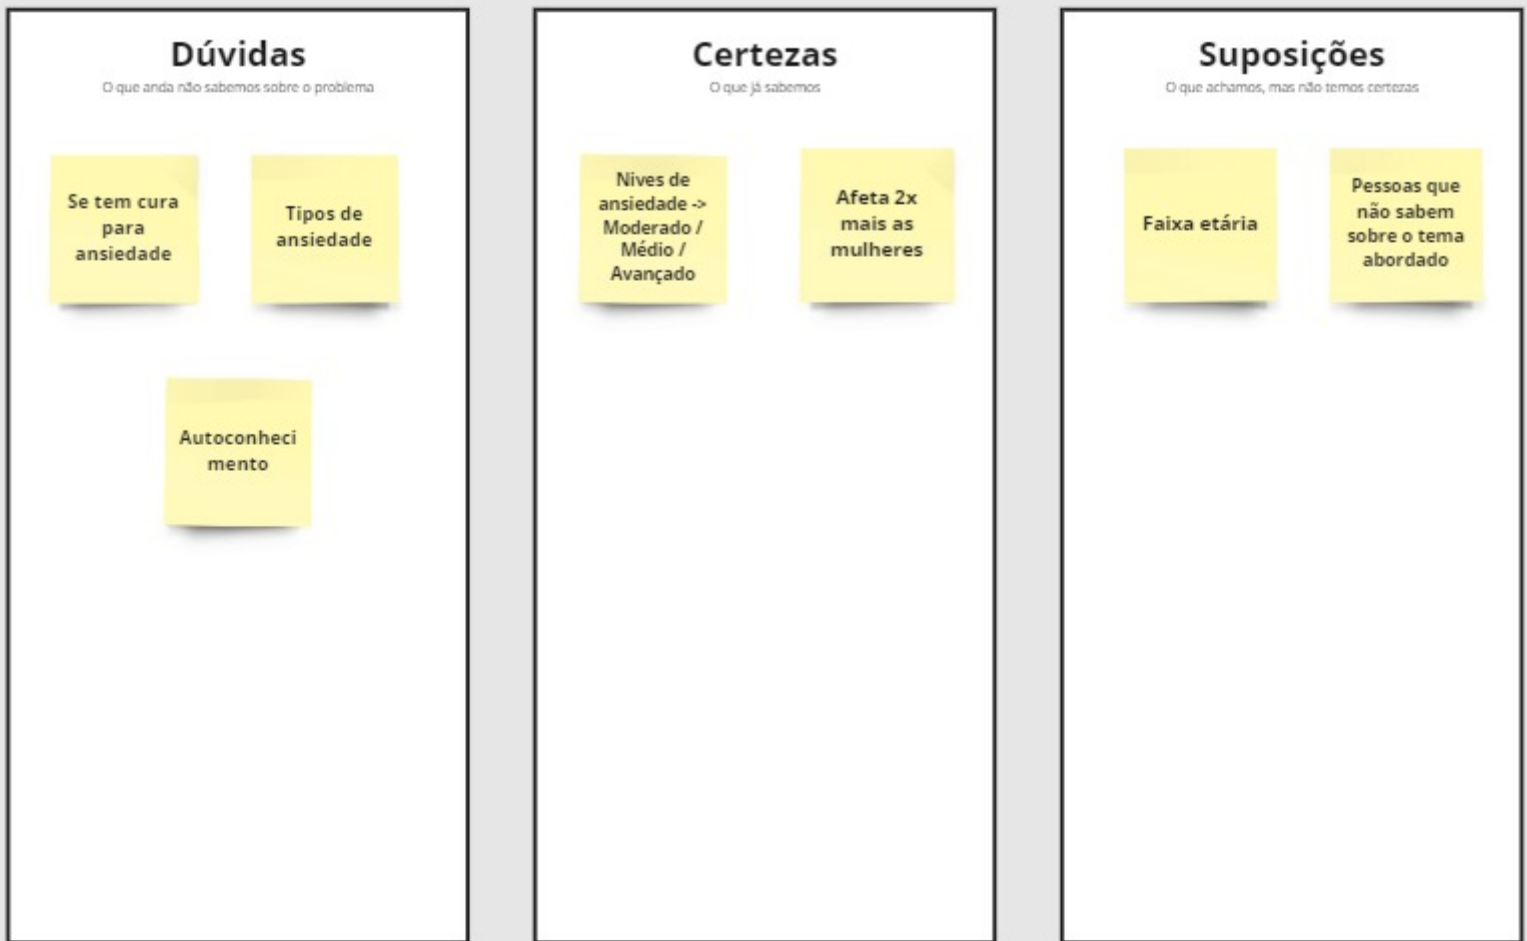 Dúvidas
O que anda não sabemos sobre o problema
Se tem cura
para
ansiedade
Tipos de
ansiedade
Autoconheci
mento
Certezas
O que já sabemos
Nives de
ansiedade ->
Moderado /
Médio /
Avançado
Afeta 2x
mais as
mulheres
Suposições
O que achamos, mas não temos certezas
Faixa etária
Pessoas que
não sabem
sobre o tema
abordado